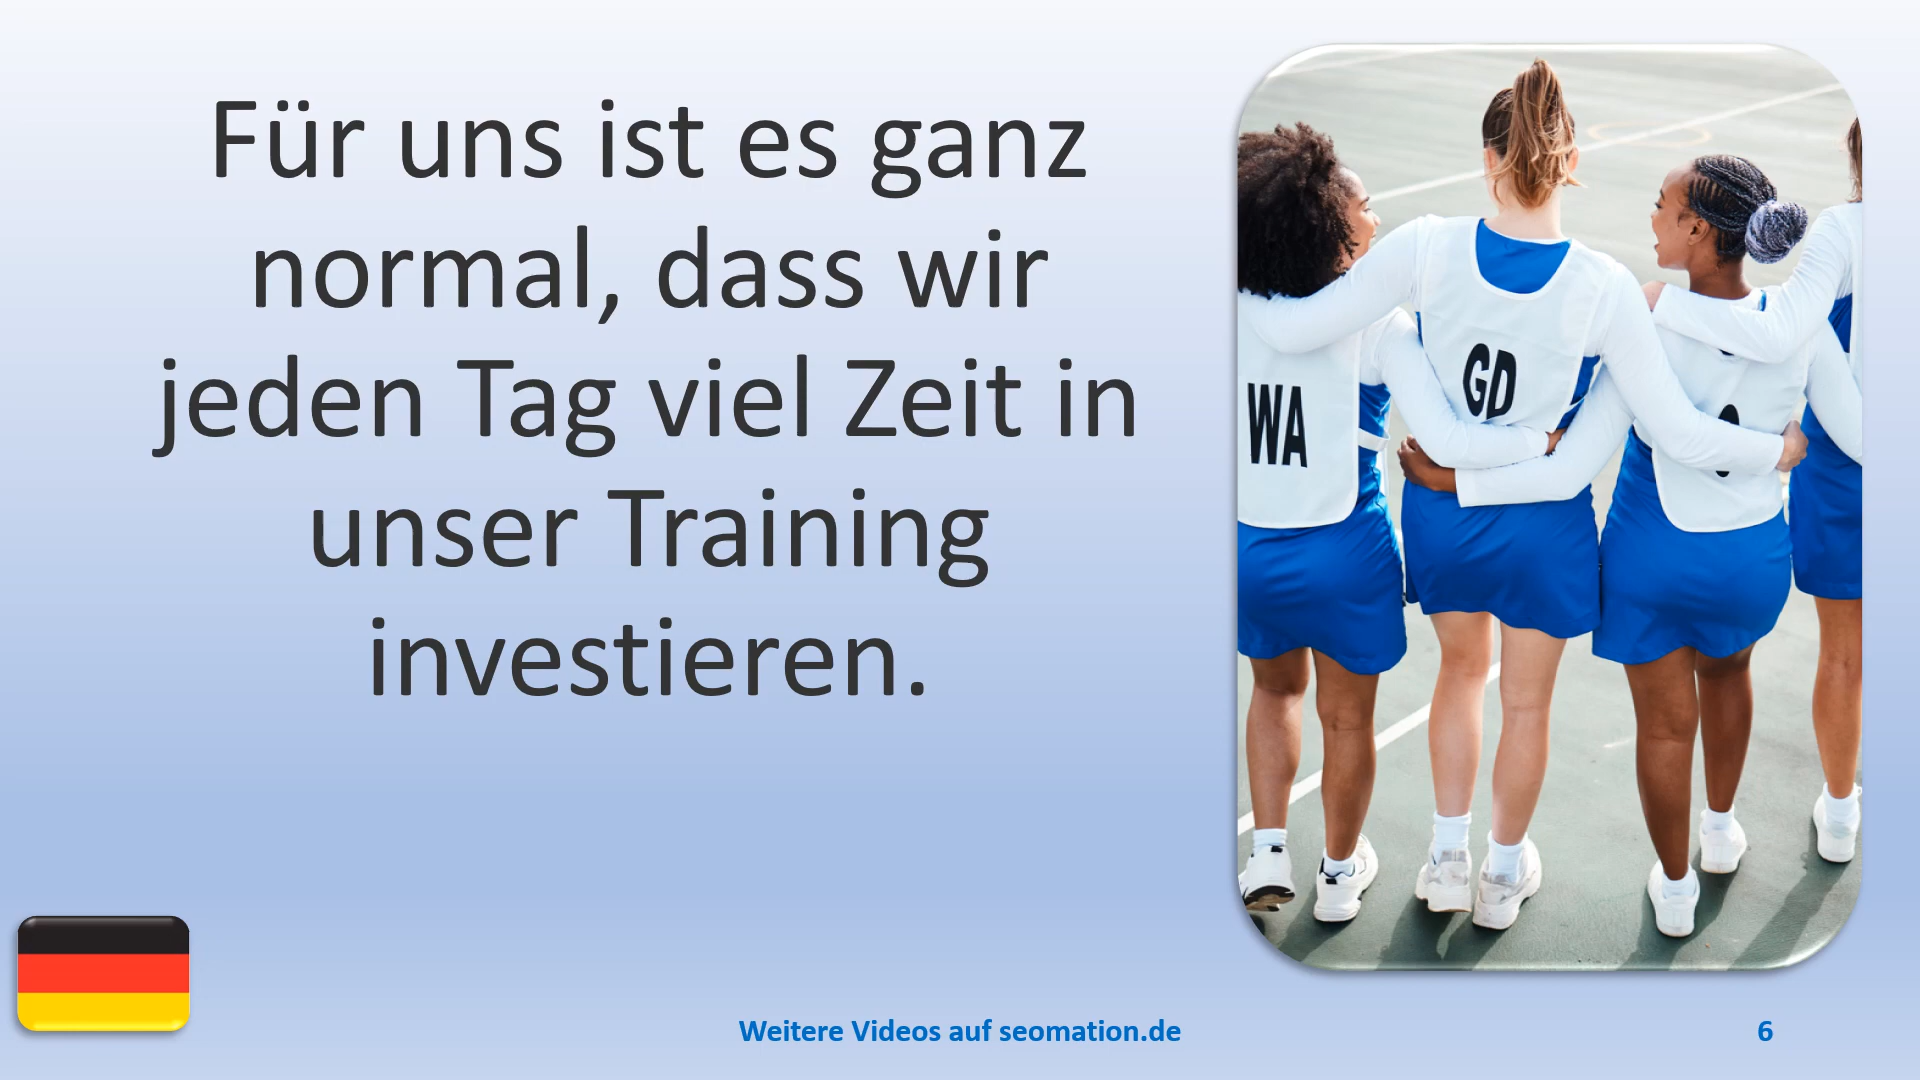 Für uns ist es ganz
normal, dass wir
jeden Tag viel Zeit in
unser Training
investieren.
WA
GD
Weitere Videos auf seomation.de
6